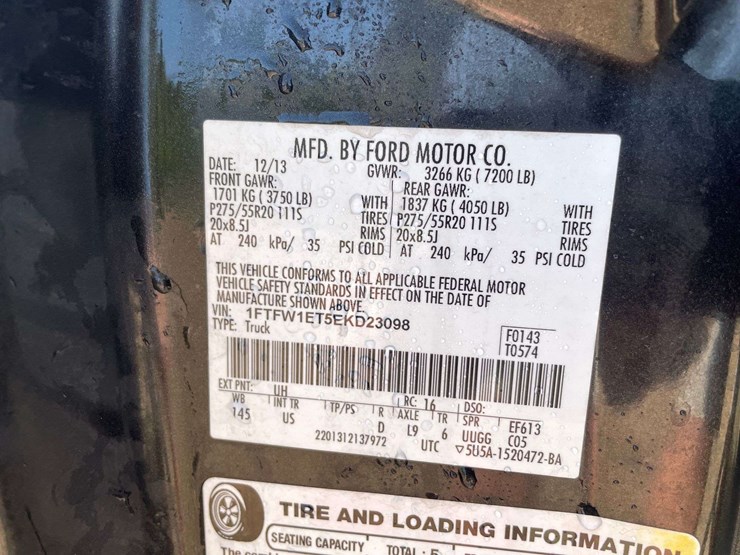 MFD. BY FORD MOTOR CO.
DATE: 12/13 GVWR: 3266 KG ( 7200 LB)
FRONT GAWR: REAR GAWR:
1701 KG ( 3750 LB) WITH 1837 KG ( 4050 LB) WITH
P275/55R20 111S TIRES P275/55R20 111S TIRES
20x8.5J RIMS 20x8.5J RIMS
AT 240 kPa/ 35 PSI COLD AT 240 kPa/ 35 PSI COLD
THIS VEHICLE CONFORMS TO ALL APPLICABLE FEDERAL MOTOR
VEHICLE SAFETY STANDARDS IN EFFECT ON THE DATE OF
MANUFACTURE SHOWN ABOVE.
VIN: 1FTFW1ET5EKD23098
TYPE: Truck
F0143
T0574
EXT PNT: UH RC: 16 DSO:
WB INT TR TP/PS R AXLE TR SPR EF613
145 US D L9 6 UUGG C05
2201312137972 UTC ▽5U5A-1520472-BA
TIRE AND LOADING INFORMATION
SEATING CAPACITY TOTAL : 5
The